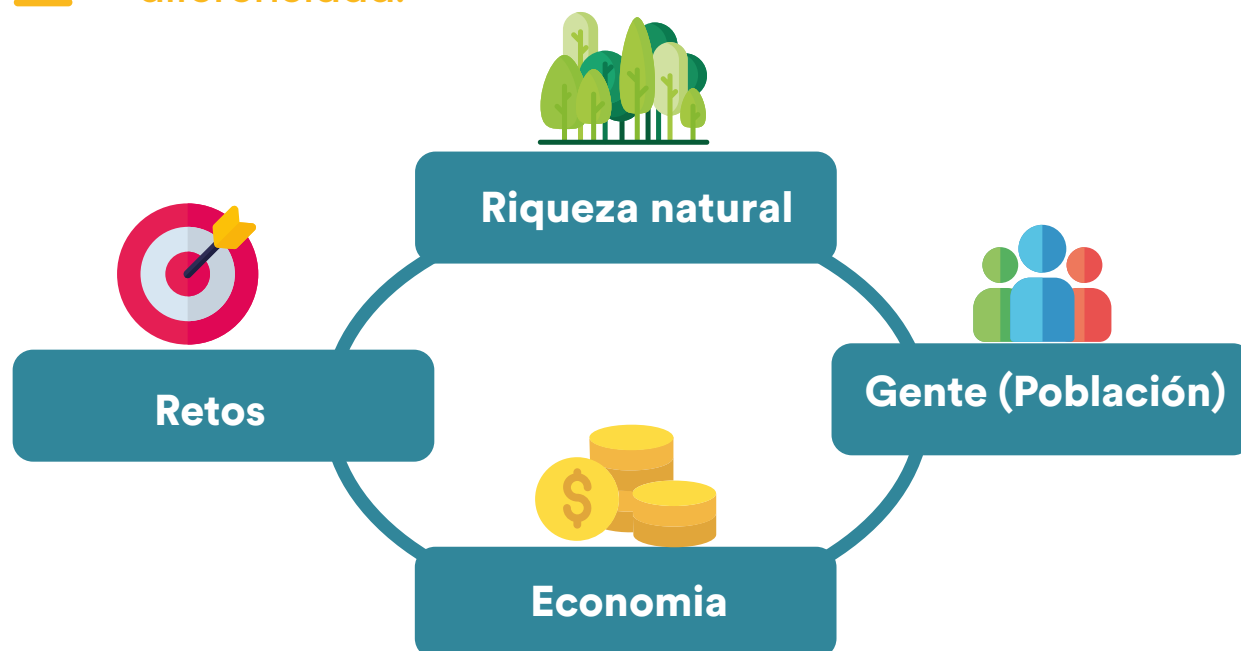 Riqueza natural
Gente (Población)
Retos
Economia
$